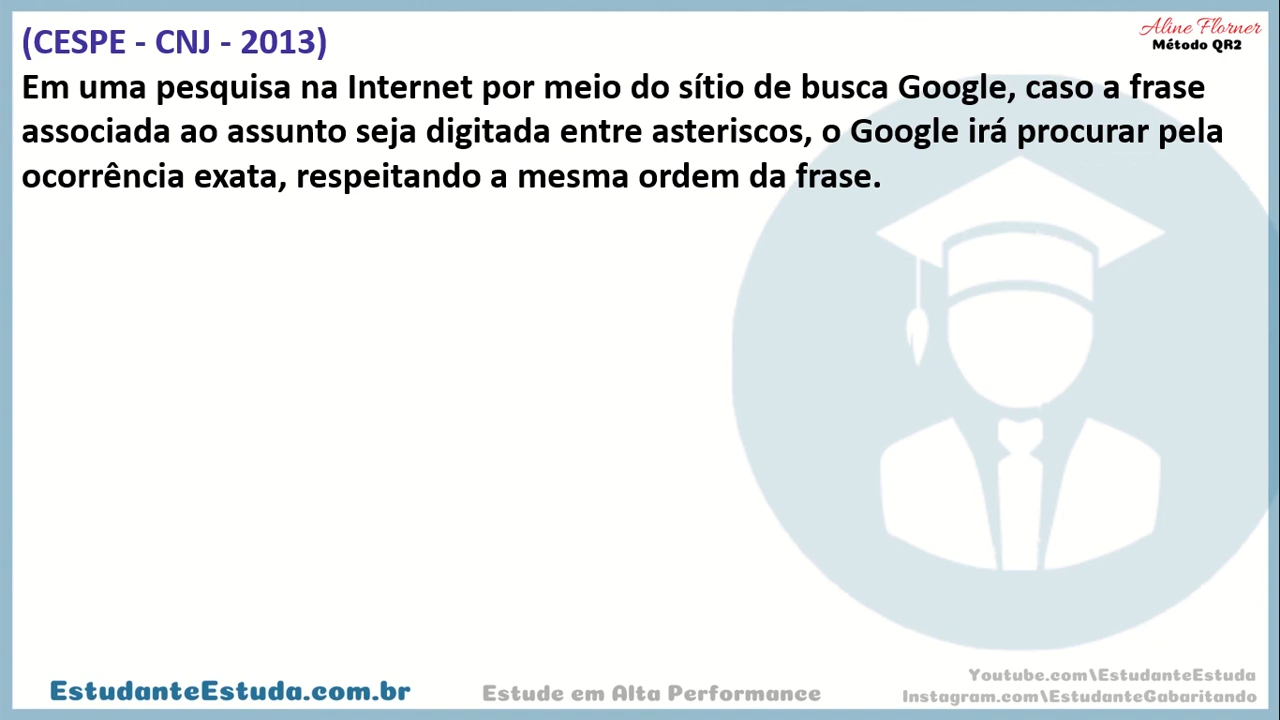 (CESPE - CNJ - 2013)
Aline Florner
Método QR2
Em uma pesquisa na Internet por meio do sítio de busca Google, caso a frase
associada ao assunto seja digitada entre asteriscos, o Google irá procurar pela
ocorrência exata, respeitando a mesma ordem da frase.
EstudanteEstuda.com.br
Estude em Alta Performance
Youtube.com\EstudanteEstuda
Instagram.com\EstudanteGabaritando